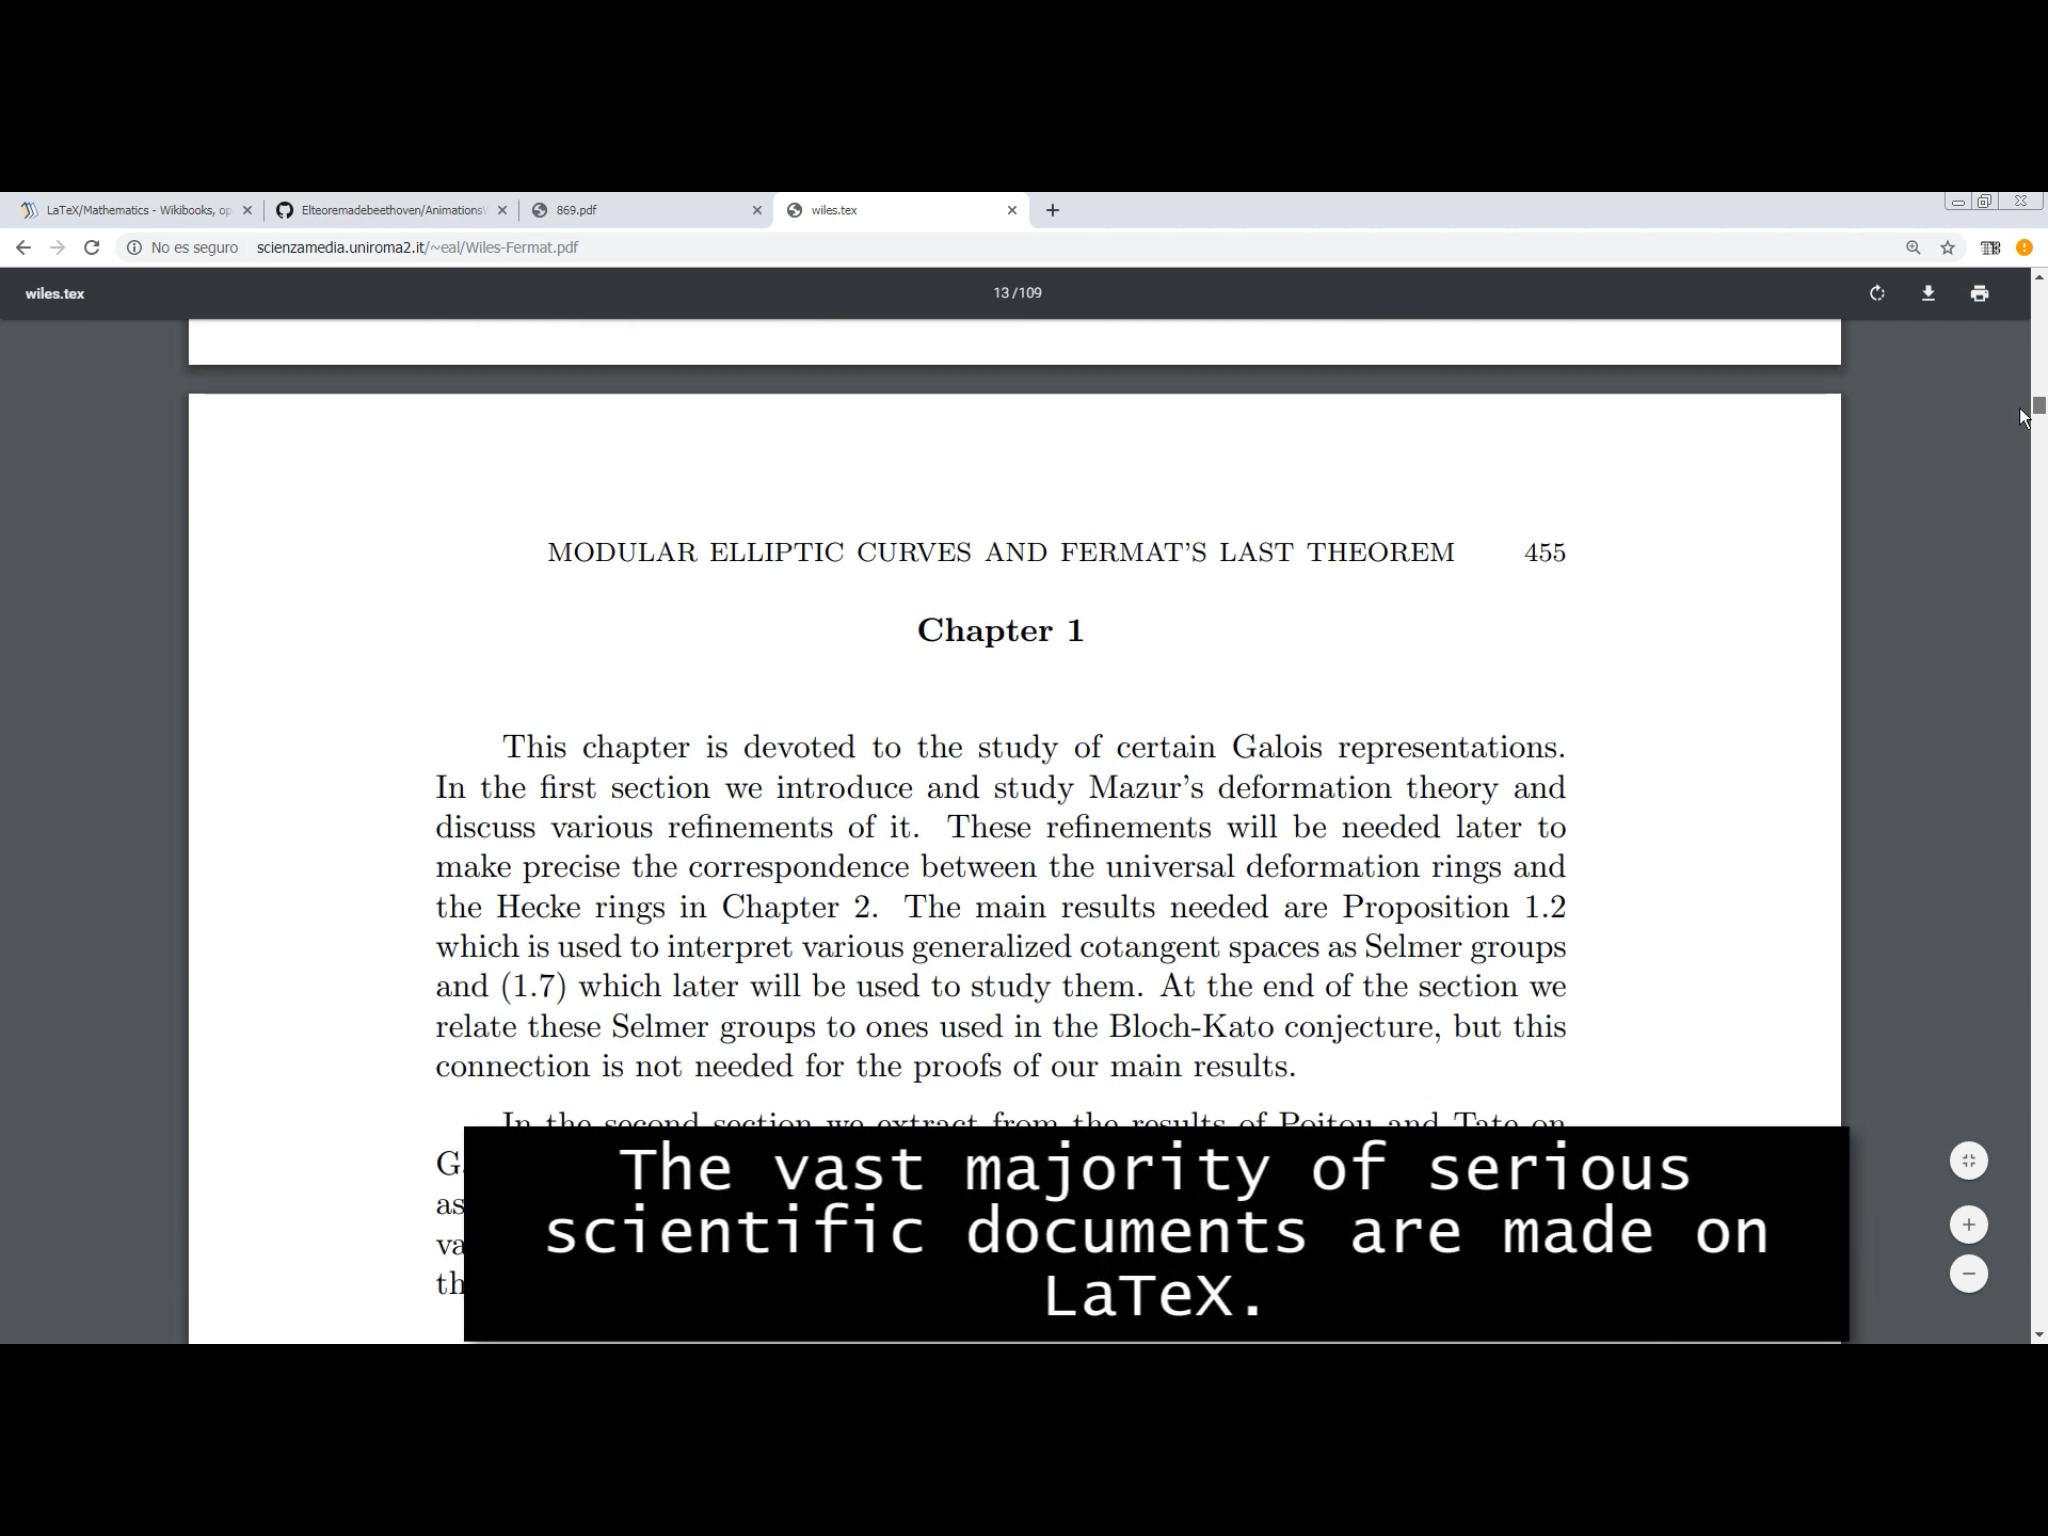 LaTeX/Mathematics - Wikibooks, op
Elteoremadebeethoven/Animations
869.pdf
wiles.tex
No es seguro scienzamedia.uniroma2.it/~eal/Wiles-Fermat.pdf
wiles.tex
13/109
MODULAR ELLIPTIC CURVES AND FERMAT'S LAST THEOREM 455
Chapter 1
This chapter is devoted to the study of certain Galois representations.
In the first section we introduce and study Mazur's deformation theory and
discuss various refinements of it. These refinements will be needed later to
make precise the correspondence between the universal deformation rings and
the Hecke rings in Chapter 2. The main results needed are Proposition 1.2
which is used to interpret various generalized cotangent spaces as Selmer groups
and (1.7) which later will be used to study them. At the end of the section we
relate these Selmer groups to ones used in the Bloch-Kato conjecture, but this
connection is not needed for the proofs of our main results.
In the second section we extract from the results of Poitou and Tate on
G
as
va
th
The vast majority of serious
scientific documents are made on
LaTeX.